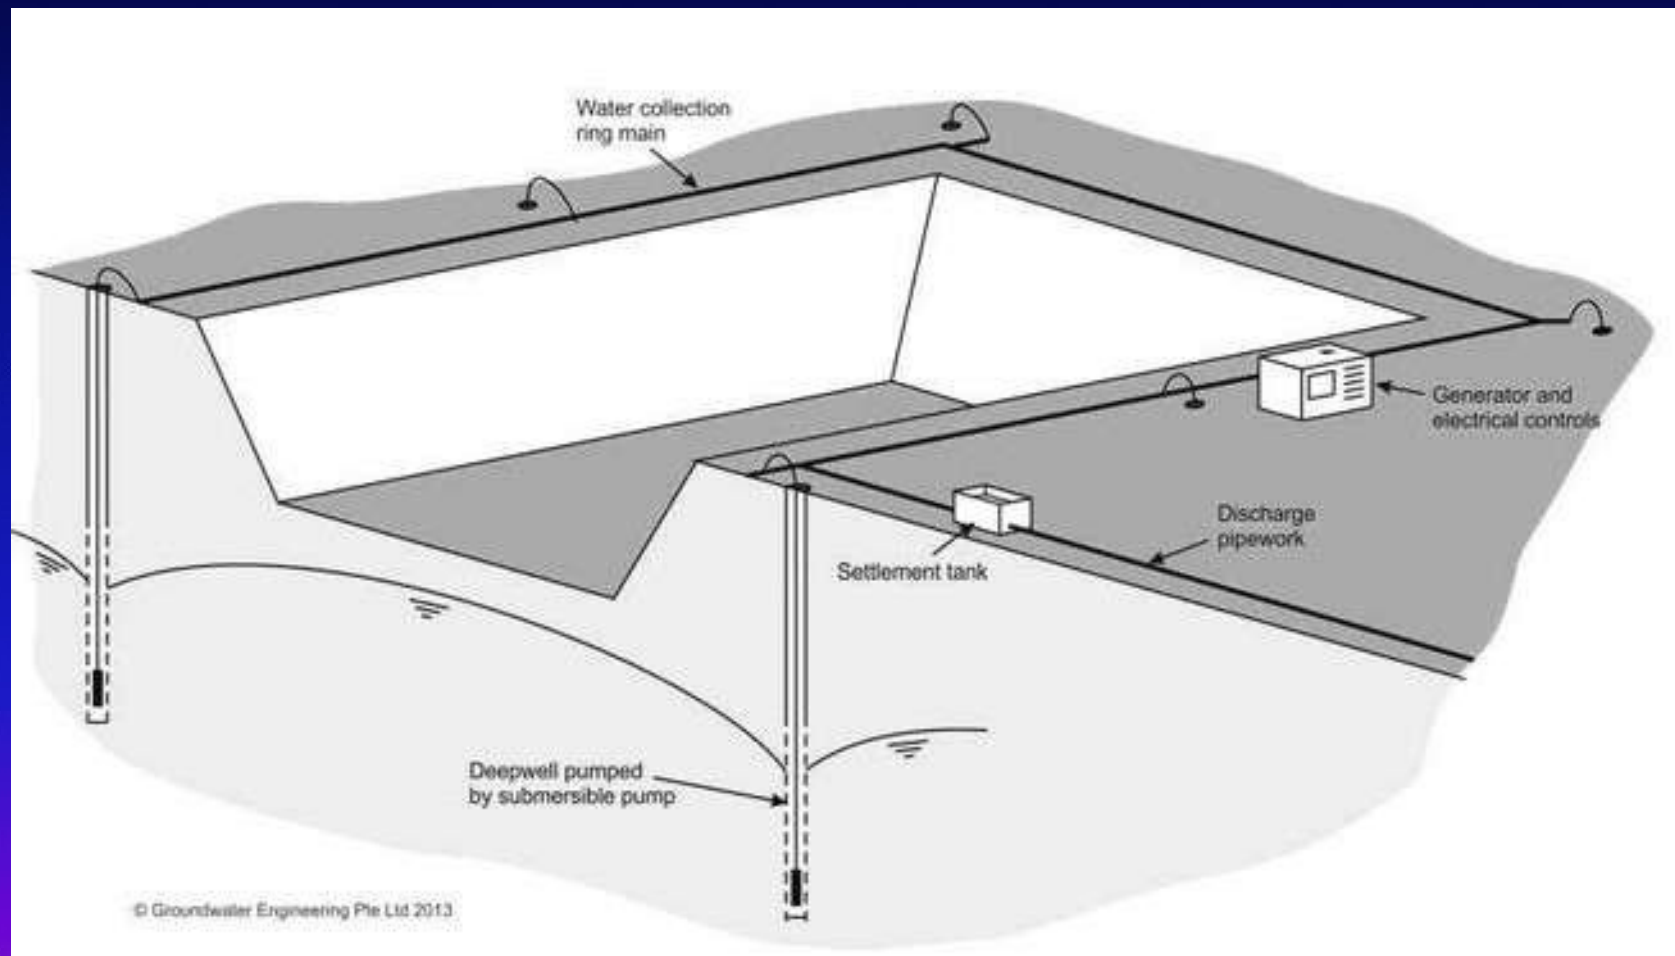 Water collection
ring main
Generator and
electrical controls
Discharge
pipework
Settlement tank
Deepwell pumped
by submersible pump
© Groundwater Engineering Pte Ltd 2013